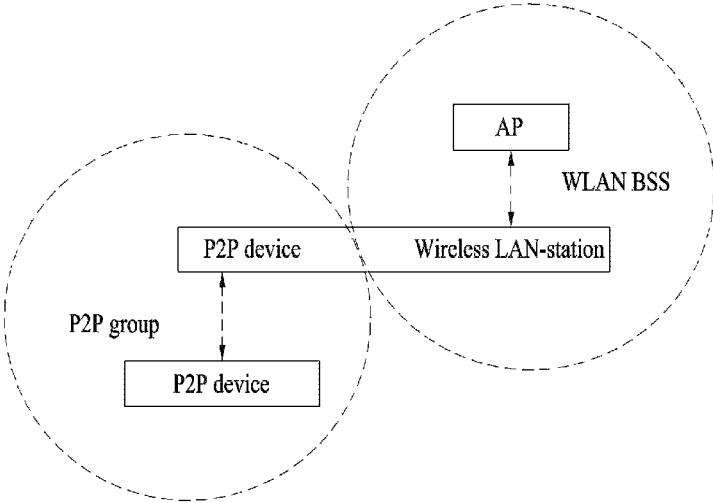 AP
WLAN BSS
P2P device
Wireless LAN-station
P2P group
P2P device